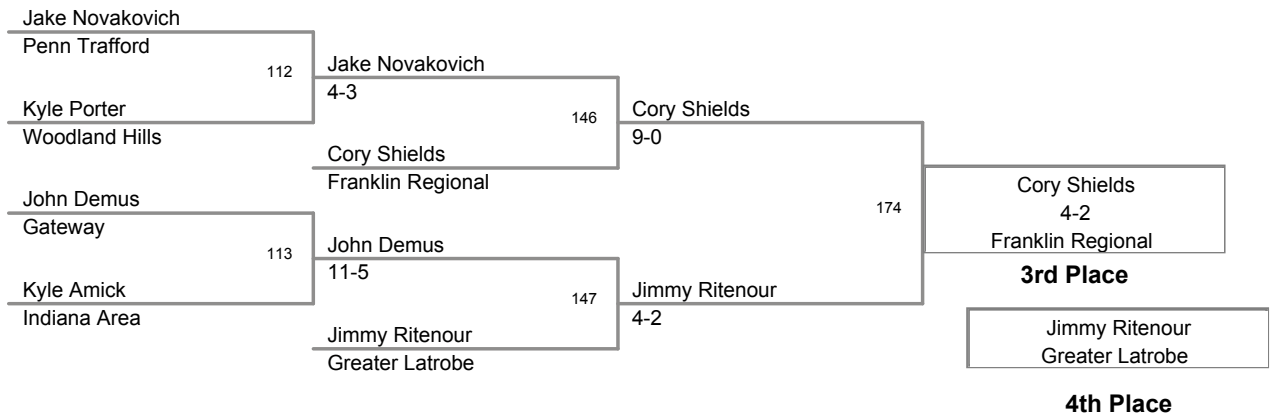 Jake Novakovich
Penn Trafford
112
Jake Novakovich
4-3
Kyle Porter
Woodland Hills
146
Cory Shields
9-0
Cory Shields
Franklin Regional
John Demus
Gateway
113
John Demus
11-5
Kyle Amick
Indiana Area
147
Jimmy Ritenour
4-2
Jimmy Ritenour
Greater Latrobe
174
Cory Shields
4-2
Franklin Regional
3rd Place
Jimmy Ritenour
Greater Latrobe
4th Place